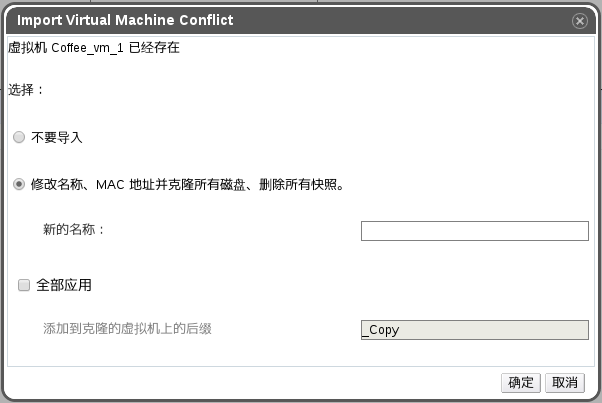 Import Virtual Machine Conflict
虚拟机 Coffee_vm_1 已经存在
选择：
不要导入
修改名称、MAC 地址并克隆所有磁盘、删除所有快照。
新的名称：
全部应用
添加到克隆的虚拟机上的后缀
_Copy
确定 取消